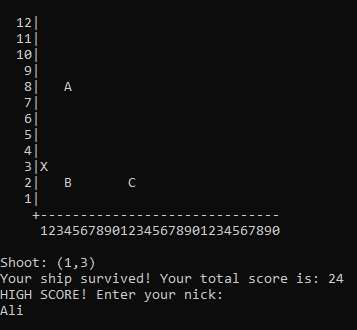 12|
11|
10|
 9|
 8|   A
 7|
 6|
 5|
 4|
 3|X
 2|   B       C
 1|
  +------------------------------
   123456789012345678901234567890
Shoot: (1,3)
Your ship survived! Your total score is: 24
HIGH SCORE! Enter your nick:
Ali